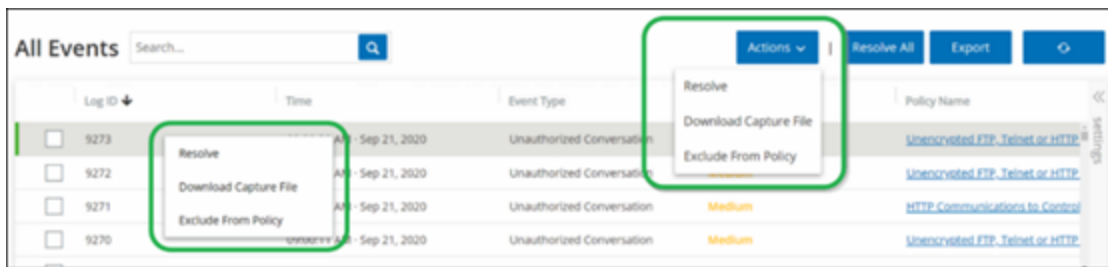 All Events Search... Actions | Resolve All Export
Log ID Time Event Type Policy Name
Resolve
Download Capture File
Exclude From Policy
9273 AM - Sep 21, 2020 Unauthorized Conversation Unencrypted FTP, Telnet or HTTP
9272 AM - Sep 21, 2020 Unauthorized Conversation Unencrypted FTP, Telnet or HTTP
9271 AM - Sep 21, 2020 Unauthorized Conversation Medium HTTP Communications to Control
9270 AM - Sep 21, 2020 Unauthorized Conversation Medium Unencrypted FTP, Telnet or HTTP
Resolve
Download Capture File
Exclude From Policy
settings